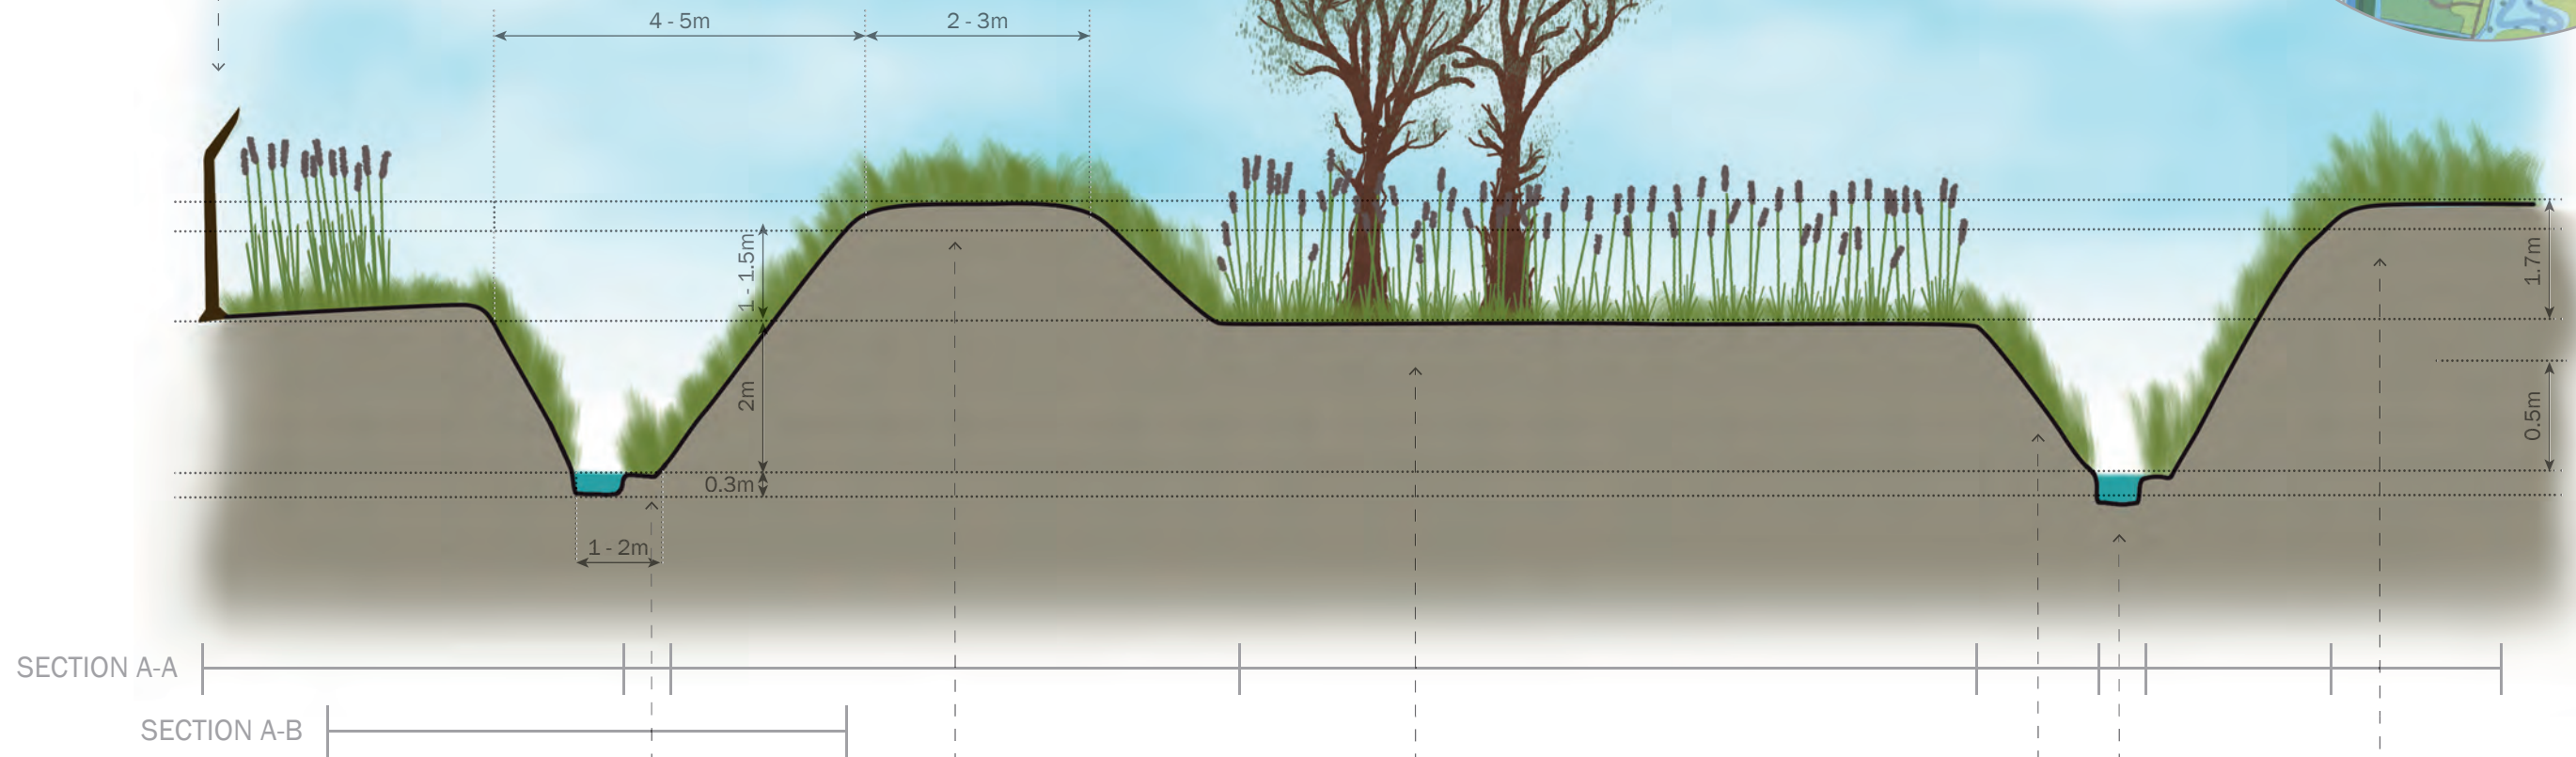 4 - 5m
2 - 3m
1 - 1.5m
1.7m
2m
0.5m
0.3m
1 - 2m
SECTION A-A
SECTION A-B